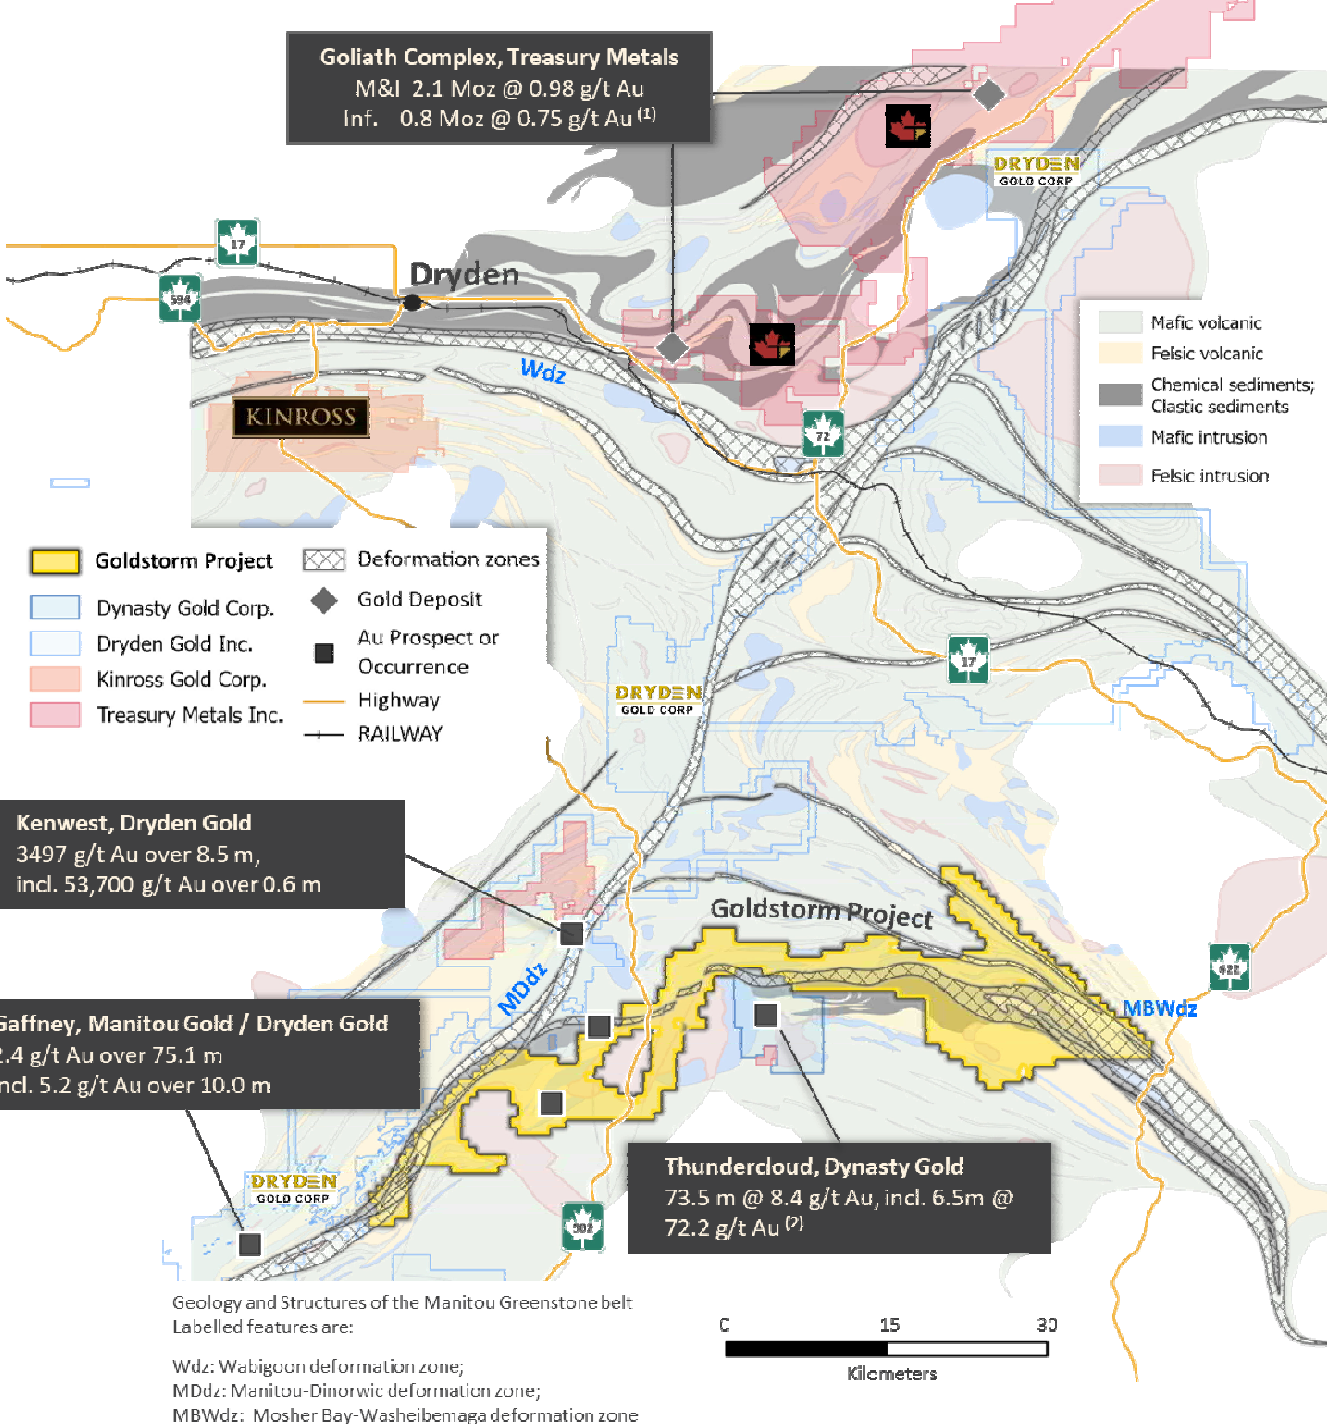 Goliath Complex, Treasury Metals
M&I 2.1 Moz @ 0.98 g/t Au
Inf. 0.8 Moz @ 0.75 g/t Au (1)
DRYDEN
GOLD CORP
17
Dryden
594
Wdz
KINROSS
72
Mafic volcanic
Felsic volcanic
Chemical sediments;
Clastic sediments
Mafic intrusion
Felsic intrusion
Goldstorm Project
Dynasty Gold Corp.
Dryden Gold Inc.
Kinross Gold Corp.
Treasury Metals Inc.
Deformation zones
Gold Deposit
Au Prospect or
Occurrence
Highway
RAILWAY
17
DRYDEN
GOLD CORP
Kenwest, Dryden Gold
3497 g/t Au over 8.5 m,
incl. 53,700 g/t Au over 0.6 m
Goldstorm Project
MDdz
MBWdz
Gaffney, Manitou Gold / Dryden Gold
2.4 g/t Au over 75.1 m
ncl. 5.2 g/t Au over 10.0 m
Thundercloud, Dynasty Gold
73.5 m @ 8.4 g/t Au, incl. 6.5m @
72.2 g/t Au (2)
DRYDEN
GOLD CORP
502
Geology and Structures of the Manitou Greenstone belt
Labelled features are:
Wdz: Wabigoon deformation zone;
MDdz: Manitou-Dinorwic deformation zone;
MBWdz: Mosher Bay-Washeibemaga deformation zone
0 15 30
Kilometers